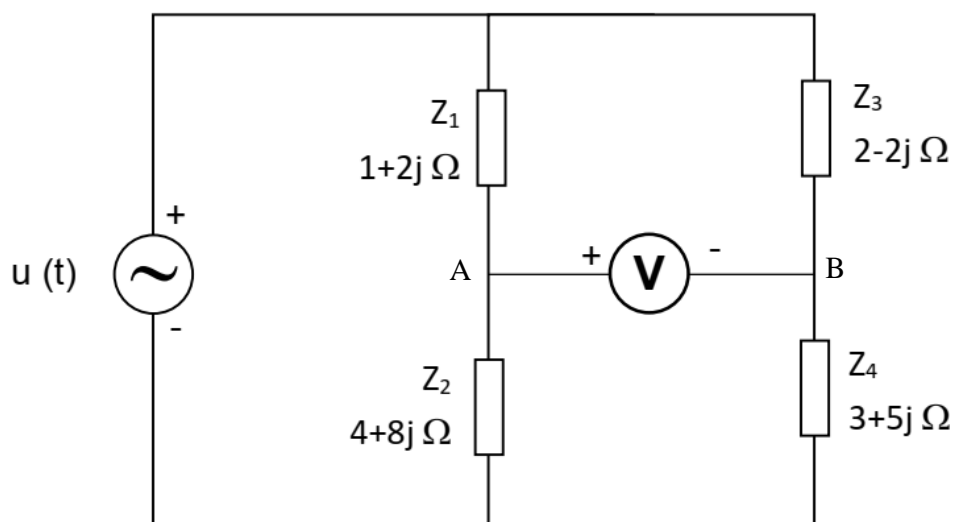 Z₁
1+2j Ω
Z₃
2-2j Ω
+
u (t)
-
A
+
V
-
B
Z₂
4+8j Ω
Z₄
3+5j Ω